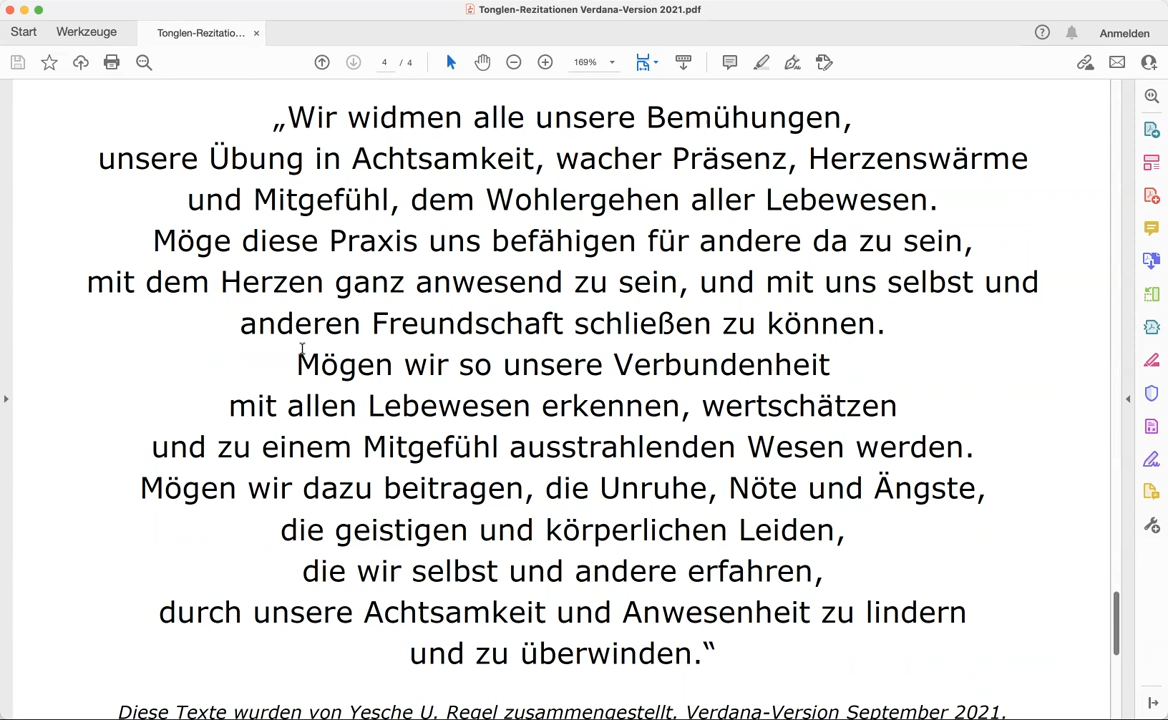 Tonglen-Rezitationen Verdana-Version 2021.pdf
Start Werkzeuge Tonglen-Rezitatio... × Anmelden
4 / 4 169%
„Wir widmen alle unsere Bemühungen,
unsere Übung in Achtsamkeit, wacher Präsenz, Herzenswärme
und Mitgefühl, dem Wohlergehen aller Lebewesen.
Möge diese Praxis uns befähigen für andere da zu sein,
mit dem Herzen ganz anwesend zu sein, und mit uns selbst und
anderen Freundschaft schließen zu können.
Mögen wir so unsere Verbundenheit
mit allen Lebewesen erkennen, wertschätzen
und zu einem Mitgefühl ausstrahlenden Wesen werden.
Mögen wir dazu beitragen, die Unruhe, Nöte und Ängste,
die geistigen und körperlichen Leiden,
die wir selbst und andere erfahren,
durch unsere Achtsamkeit und Anwesenheit zu lindern
und zu überwinden.“
Diese Texte wurden von Yesche U. Regel zusammengestellt. Verdana-Version September 2021.